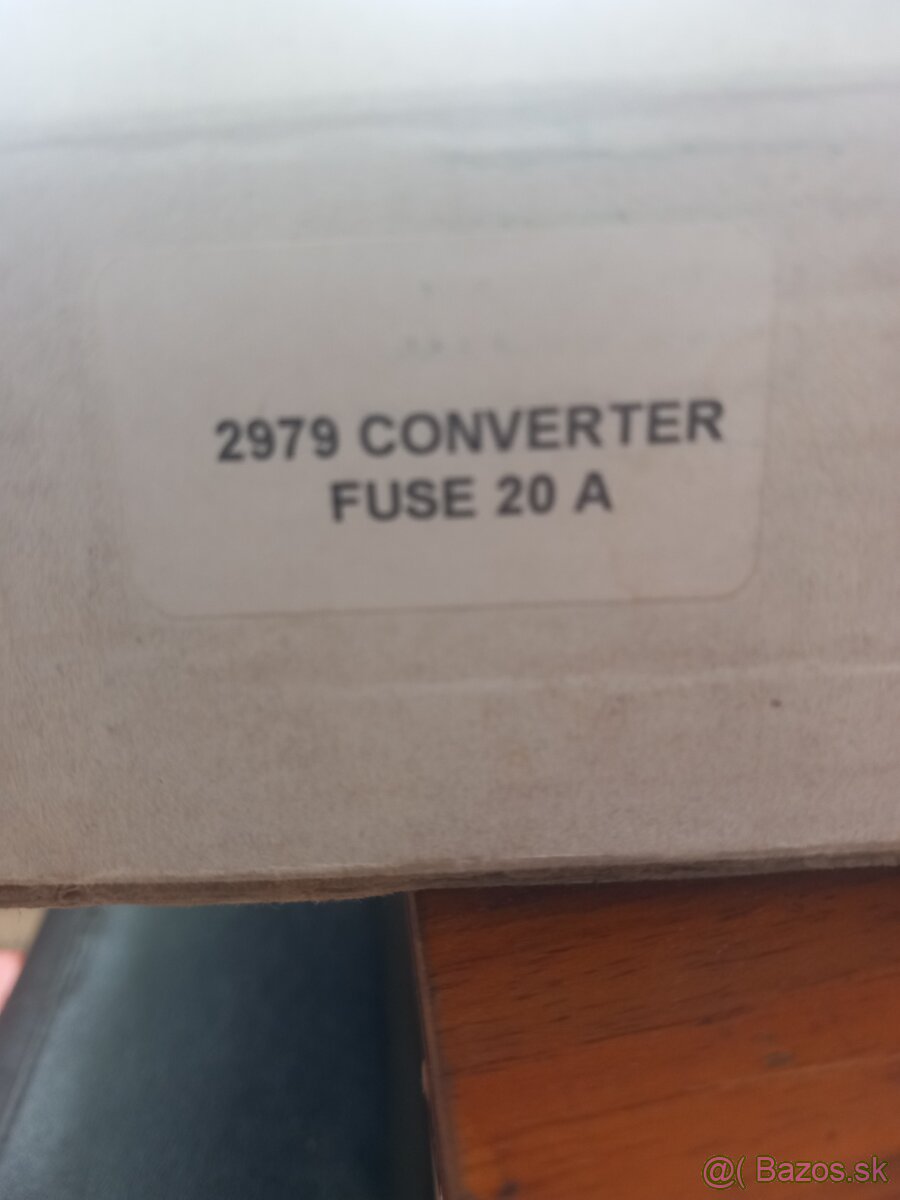 2979 CONVERTER
FUSE 20 A
@( Bazos.sk